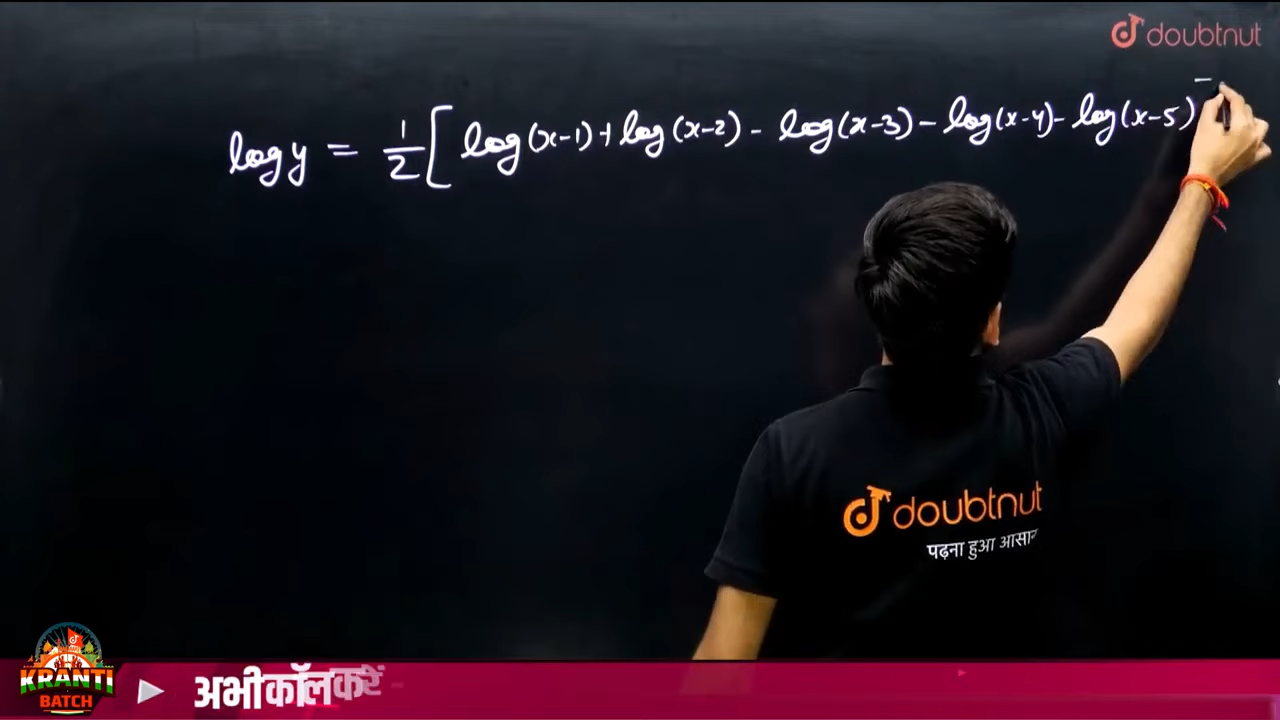 doubtnut
log y = 1/2 [ log(x-1) + log(x-2) - log(x-3) - log(x-4) - log(x-5)
doubtnut
पढ़ना हुआ आसान
KRANTI
BATCH
अभी कॉल करें